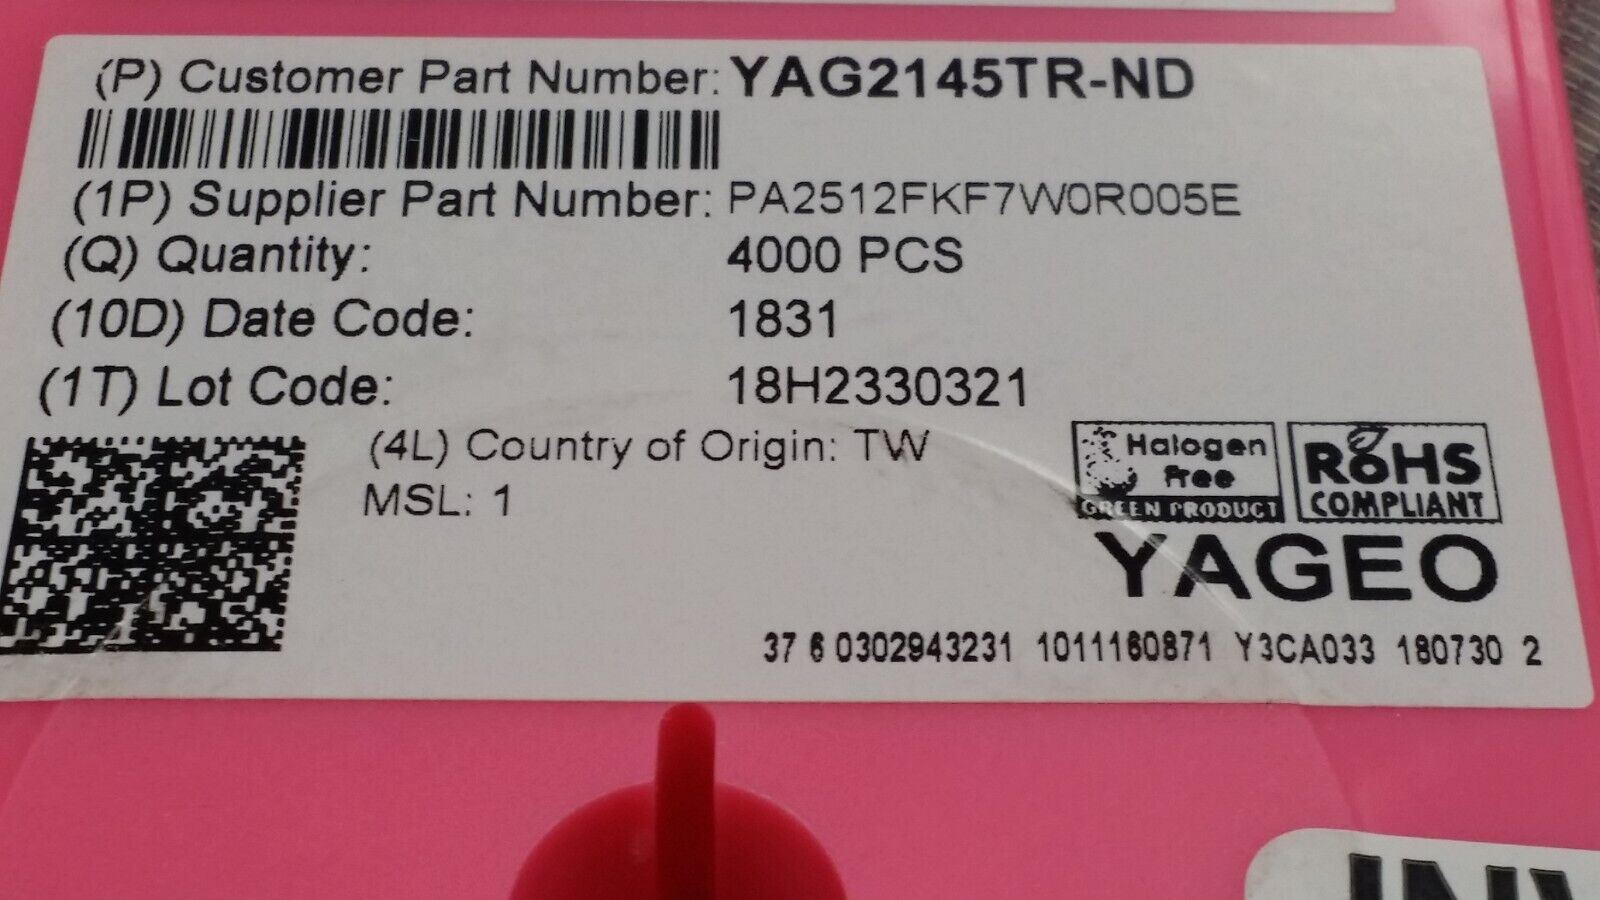 (P) Customer Part Number: YAG2145TR-ND
(1P) Supplier Part Number: PA2512FKF7W0R005E
(Q) Quantity: 4000 PCS
(10D) Date Code: 1831
(1T) Lot Code: 18H2330321
(4L) Country of Origin: TW
MSL: 1
Halogen
Free
GREEN PRODUCT
RoHS
COMPLIANT
YAGEO
37 6 0302943231 1011160871 Y3CA033 180730 2